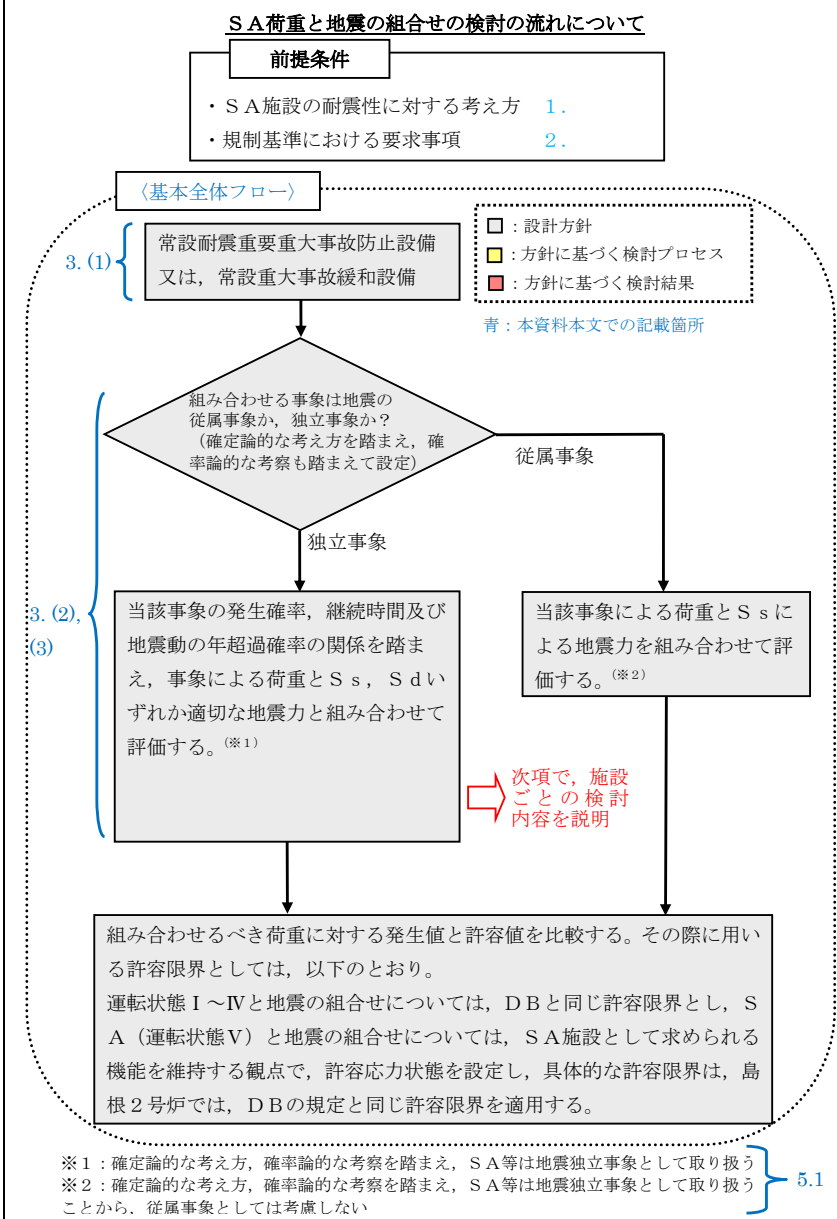 ＳＡ荷重と地震の組合せの検討の流れについて
前提条件
・ＳＡ施設の耐震性に対する考え方　１．
・規制基準における要求事項　２．
〈基本全体フロー〉
：設計方針
：方針に基づく検討プロセス
：方針に基づく検討結果
青：本資料本文での記載箇所
3. (1)
常設耐震重要重大事故防止設備
又は，常設重大事故緩和設備
組み合わせる事象は地震の
従属事象か，独立事象か？
（確定論的な考え方を踏まえ，確
率論的な考察も踏まえて設定）
従属事象
独立事象
3. (2),
(3)
当該事象の発生確率，継続時間及び
地震動の年超過確率の関係を踏ま
え，事象による荷重とＳｓ，Ｓｄい
ずれか適切な地震力と組み合わせて
評価する。（※１）
当該事象による荷重とＳｓに
よる地震力を組み合わせて評
価する。（※２）
次項で，施設
ごとの検討
内容を説明
組み合わせるべき荷重に対する発生値と許容値を比較する。その際に用い
る許容限界としては，以下のとおり。
運転状態Ⅰ～Ⅳと地震の組合せについては，ＤＢと同じ許容限界とし，Ｓ
Ａ（運転状態Ⅴ）と地震の組合せについては，ＳＡ施設として求められる
機能を維持する観点で，許容応力状態を設定し，具体的な許容限界は，島
根２号炉では，ＤＢの規定と同じ許容限界を適用する。
※１：確定論的な考え方，確率論的な考察を踏まえ，ＳＡ等は地震独立事象として取り扱う
※２：確定論的な考え方，確率論的な考察を踏まえ，ＳＡ等は地震独立事象として取り扱う
ことから，従属事象としては考慮しない
5.1